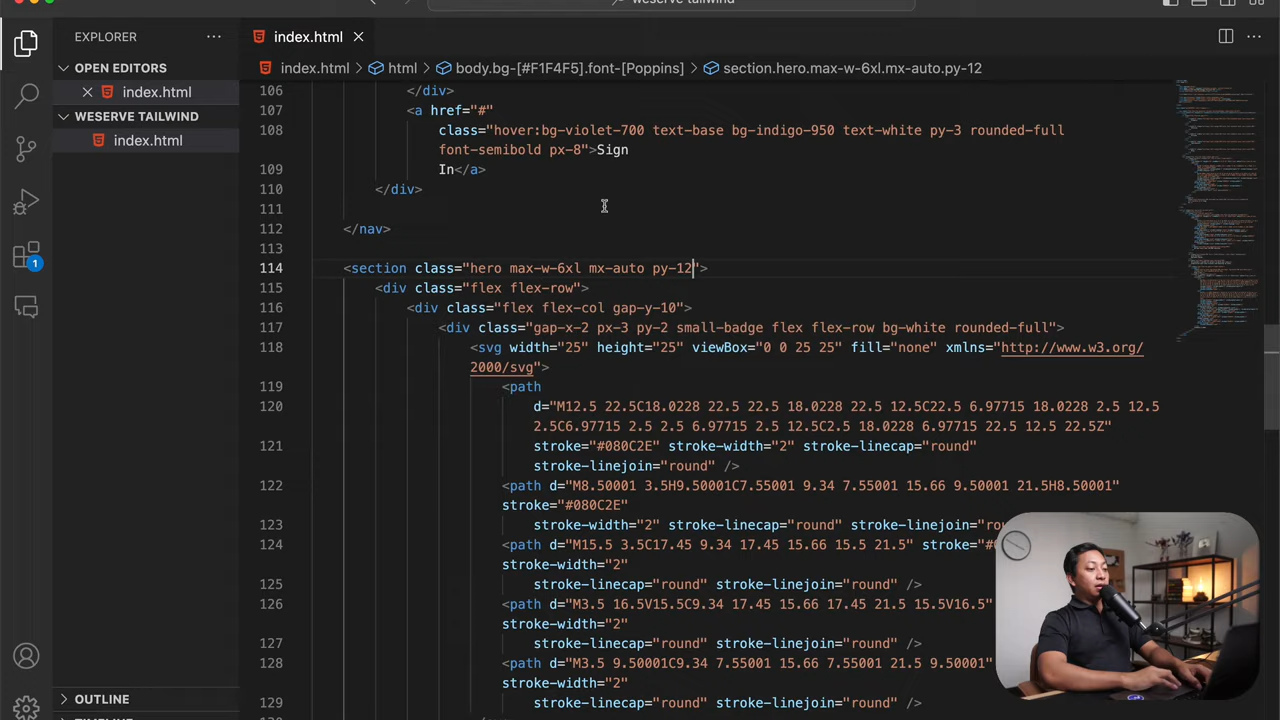 weserve tailwind
EXPLORER
index.html
OPEN EDITORS
index.html
WESERVE TAILWIND
index.html
index.html > html > body.bg-[#F1F4F5].font-[Poppins] > section.hero.max-w-6xl.mx-auto.py-12
106 </div>
107 <a href="#"
108 class="hover:bg-violet-700 text-base bg-indigo-950 text-white py-3 rounded-full
font-semibold px-8">Sign
109 In</a>
110 </div>
111
112 </nav>
113
114 <section class="hero max-w-6xl mx-auto py-12">
115 <div class="flex flex-row">
116 <div class="flex flex-col gap-y-10">
117 <div class="gap-x-2 px-3 py-2 small-badge flex flex-row bg-white rounded-full">
118 <svg width="25" height="25" viewBox="0 0 25 25" fill="none" xmlns="http://www.w3.org/
2000/svg">
119 <path
120 d="M12.5 22.5C18.0228 22.5 22.5 18.0228 22.5 12.5C22.5 6.97715 18.0228 2.5 12.5
2.5C6.97715 2.5 2.5 6.97715 2.5 12.5C2.5 18.0228 6.97715 22.5 12.5 22.5Z"
121 stroke="#080C2E" stroke-width="2" stroke-linecap="round"
stroke-linejoin="round" />
122 <path d="M8.50001 3.5H9.50001C7.55001 9.34 7.55001 15.66 9.50001 21.5H8.50001"
stroke="#080C2E"
123 stroke-width="2" stroke-linecap="round" stroke-linejoin="rou
124 <path d="M15.5 3.5C17.45 9.34 17.45 15.66 15.5 21.5" stroke="#0
stroke-width="2"
125 stroke-linecap="round" stroke-linejoin="round" />
126 <path d="M3.5 16.5V15.5C9.34 17.45 15.66 17.45 21.5 15.5V16.5"
stroke-width="2"
127 stroke-linecap="round" stroke-linejoin="round" />
128 <path d="M3.5 9.50001C9.34 7.55001 15.66 7.55001 21.5 9.50001"
stroke-width="2"
129 stroke-linecap="round" stroke-linejoin="round" />
1
OUTLINE